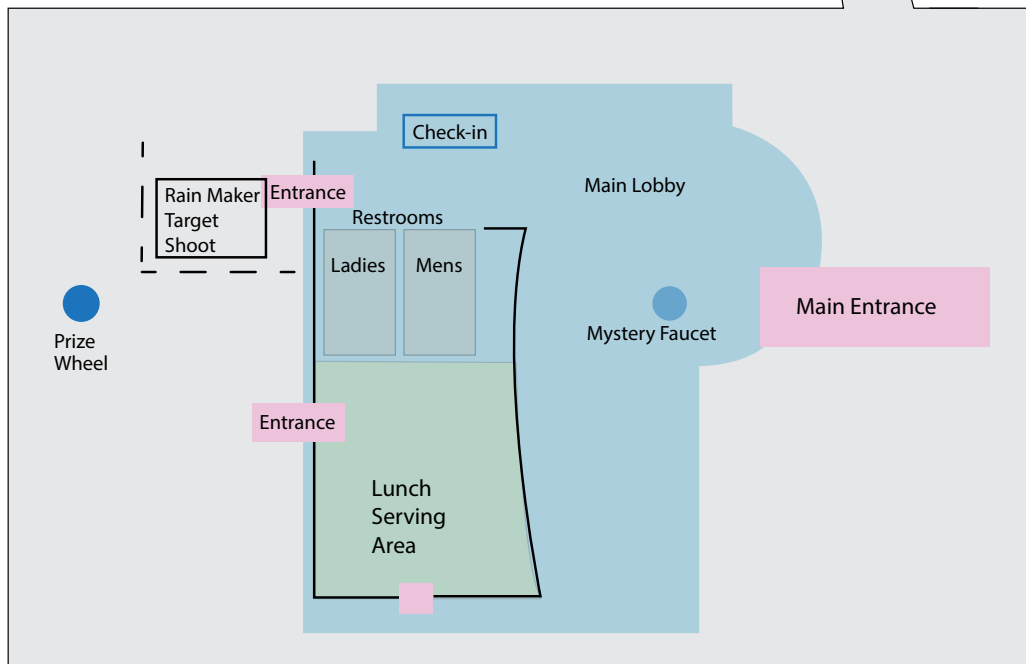 Check-in
Main Lobby
Rain Maker
Target
Shoot
Entrance
Restrooms
Ladies
Mens
Main Entrance
Mystery Faucet
Prize
Wheel
Entrance
Lunch
Serving
Area